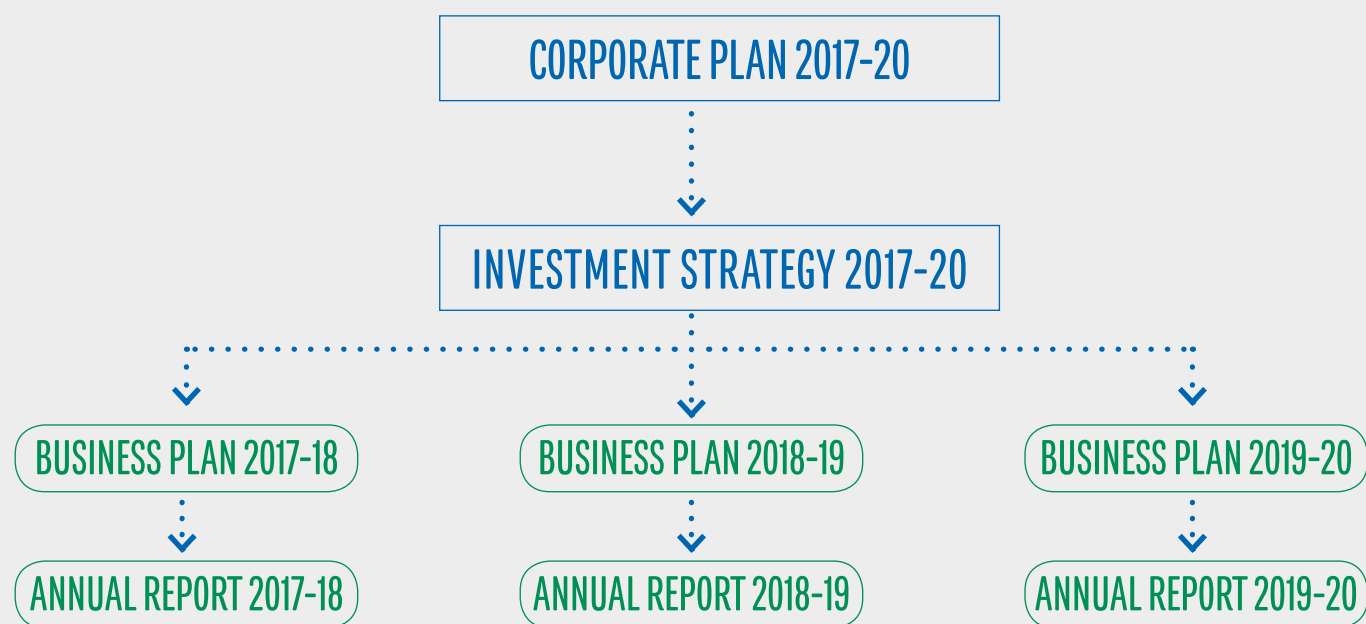 CORPORATE PLAN 2017-20
INVESTMENT STRATEGY 2017-20
BUSINESS PLAN 2017-18
BUSINESS PLAN 2018-19
BUSINESS PLAN 2019-20
ANNUAL REPORT 2017-18
ANNUAL REPORT 2018-19
ANNUAL REPORT 2019-20